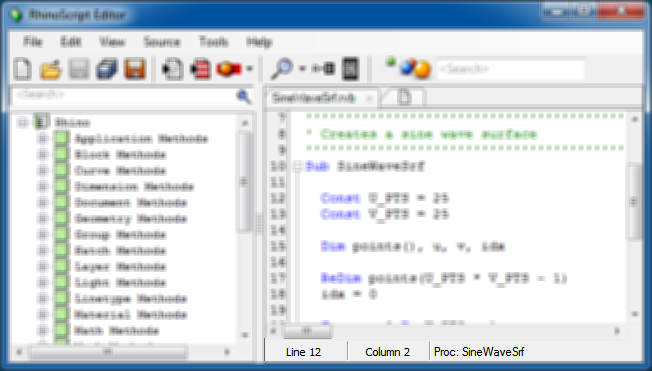 RhinoScript Editor
File Edit View Source Tools Help
<Search>
<Search>
SineWaveSrf.rvb
Rhino
Application Methods
Block Methods
Curve Methods
Dimension Methods
Document Methods
Geometry Methods
Group Methods
Hatch Methods
Layer Methods
Light Methods
Linetype Methods
Material Methods
Math Methods
7
8 ' Creates a sine wave surface
9
10 Sub SineWaveSrf
11
12 Const U_PTS = 25
13 Const V_PTS = 25
14
15 Dim points(), u, v, idx
16
17 ReDim points(U_PTS * V_PTS - 1)
18 idx = 0
Line 12 Column 2 Proc: SineWaveSrf